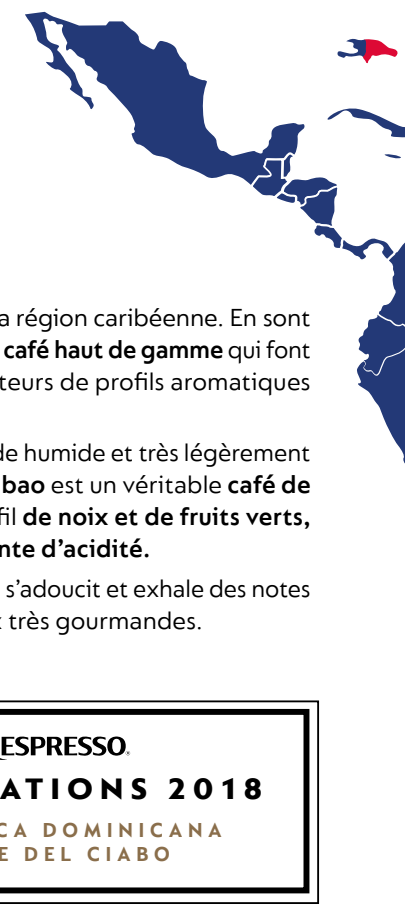 a région caribéenne. En sont
café haut de gamme qui font
teurs de profils aromatiques
de humide et très légèrement
bao est un véritable café de
fil de noix et de fruits verts,
nte d'acidité.
s'adoucit et exhale des notes
t très gourmandes.
ESPRESSO.
ATIONS 2018
CA DOMINICANA
E DEL CIABO